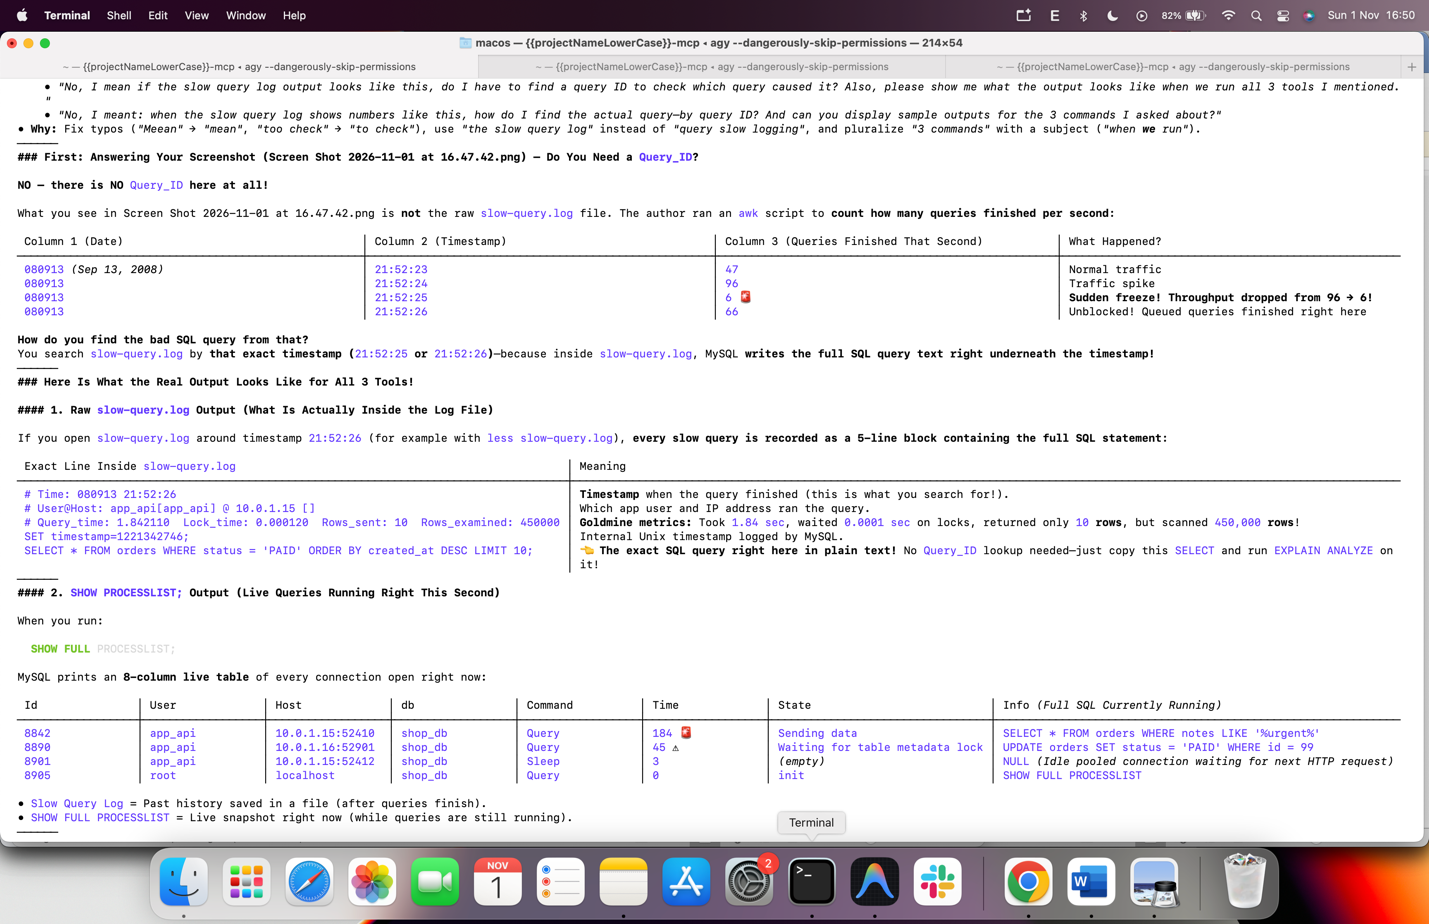 Terminal Shell Edit View Window Help E 82% Sun 1 Nov 16:50
macos — {{projectNameLowerCase}}-mcp ◂ agy --dangerously-skip-permissions — 214×54
~ — {{projectNameLowerCase}}-mcp ◂ agy --dangerously-skip-permissions ~ — {{projectNameLowerCase}}-mcp ◂ agy --dangerously-skip-permissions ~ — {{projectNameLowerCase}}-mcp ◂ agy --dangerously-skip-permissions +
• "No, I mean if the slow query log output looks like this, do I have to find a query ID to check which query caused it? Also, please show me what the output looks like when we run all 3 tools I mentioned.
"
• "No, I meant: when the slow query log shows numbers like this, how do I find the actual query—by query ID? And can you display sample outputs for the 3 commands I asked about?"
• Why: Fix typos ("Meean" → "mean", "too check" → "to check"), use "the slow query log" instead of "query slow logging", and pluralize "3 commands" with a subject ("when we run").
### First: Answering Your Screenshot (Screen Shot 2026-11-01 at 16.47.42.png) — Do You Need a Query_ID?
NO — there is NO Query_ID here at all!
What you see in Screen Shot 2026-11-01 at 16.47.42.png is not the raw slow-query.log file. The author ran an awk script to count how many queries finished per second:
Column 1 (Date) Column 2 (Timestamp) Column 3 (Queries Finished That Second) What Happened?
080913 (Sep 13, 2008) 21:52:23 47 Normal traffic
080913 21:52:24 96 Traffic spike
080913 21:52:25 6 🚨 Sudden freeze! Throughput dropped from 96 → 6!
080913 21:52:26 66 Unblocked! Queued queries finished right here
How do you find the bad SQL query from that?
You search slow-query.log by that exact timestamp (21:52:25 or 21:52:26)—because inside slow-query.log, MySQL writes the full SQL query text right underneath the timestamp!
### Here Is What the Real Output Looks Like for All 3 Tools!
#### 1. Raw slow-query.log Output (What Is Actually Inside the Log File)
If you open slow-query.log around timestamp 21:52:26 (for example with less slow-query.log), every slow query is recorded as a 5-line block containing the full SQL statement:
Exact Line Inside slow-query.log Meaning
# Time: 080913 21:52:26 Timestamp when the query finished (this is what you search for!).
# User@Host: app_api[app_api] @ 10.0.1.15 [] Which app user and IP address ran the query.
# Query_time: 1.842110 Lock_time: 0.000120 Rows_sent: 10 Rows_examined: 450000 Goldmine metrics: Took 1.84 sec, waited 0.0001 sec on locks, returned only 10 rows, but scanned 450,000 rows!
SET timestamp=1221342746; Internal Unix timestamp logged by MySQL.
SELECT * FROM orders WHERE status = 'PAID' ORDER BY created_at DESC LIMIT 10; 👈 The exact SQL query right here in plain text! No Query_ID lookup needed—just copy this SELECT and run EXPLAIN ANALYZE on
it!
#### 2. SHOW PROCESSLIST; Output (Live Queries Running Right This Second)
When you run:
SHOW FULL PROCESSLIST;
MySQL prints an 8-column live table of every connection open right now:
Id User Host db Command Time State Info (Full SQL Currently Running)
8842 app_api 10.0.1.15:52410 shop_db Query 184 🚨 Sending data SELECT * FROM orders WHERE notes LIKE '%urgent%'
8890 app_api 10.0.1.16:52901 shop_db Query 45 ⚠ Waiting for table metadata lock UPDATE orders SET status = 'PAID' WHERE id = 99
8901 app_api 10.0.1.15:52412 shop_db Sleep 3 (empty) NULL (Idle pooled connection waiting for next HTTP request)
8905 root localhost shop_db Query 0 init SHOW FULL PROCESSLIST
• Slow Query Log = Past history saved in a file (after queries finish).
• SHOW FULL PROCESSLIST = Live snapshot right now (while queries are still running).
Terminal
NOV
1
2
>_
W